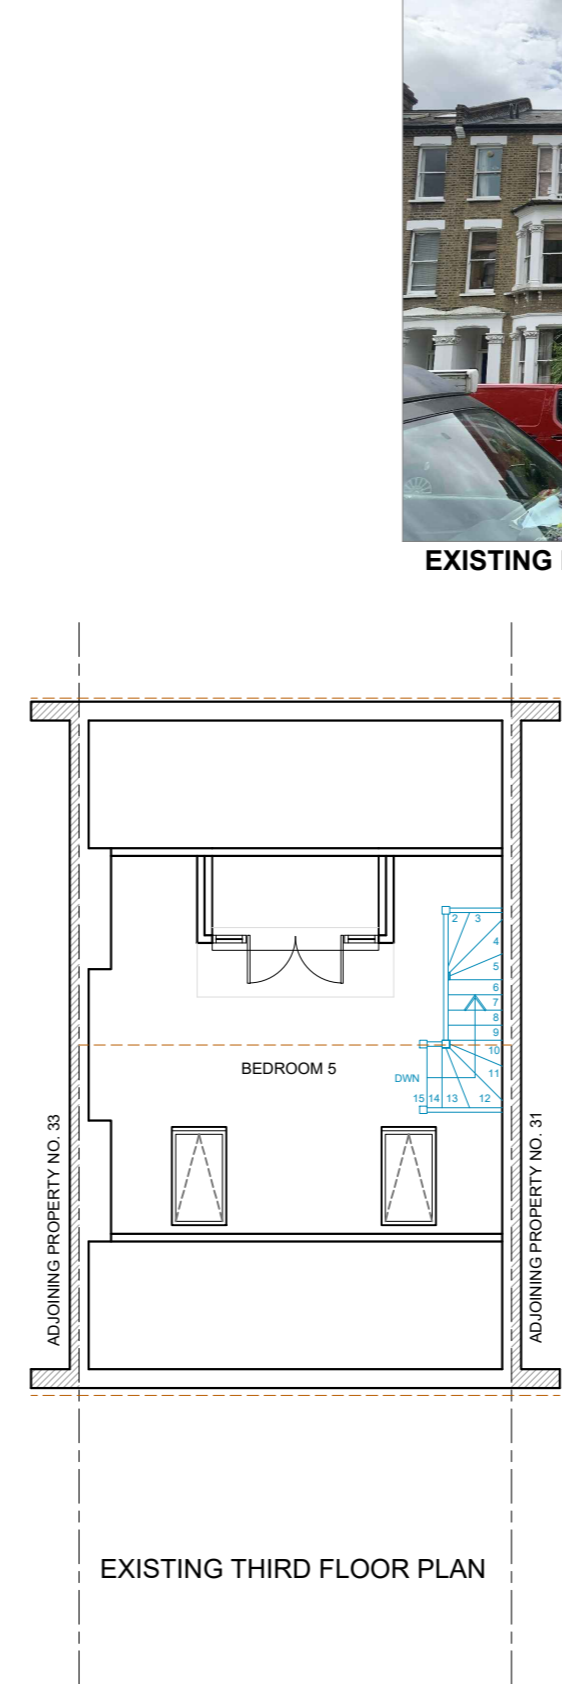 EXISTING
2 3
4
5
6
7
8
9
10
BEDROOM 5
11
DWN
15 14 13 12
ADJOINING PROPERTY NO. 33
ADJOINING PROPERTY NO. 31
EXISTING THIRD FLOOR PLAN